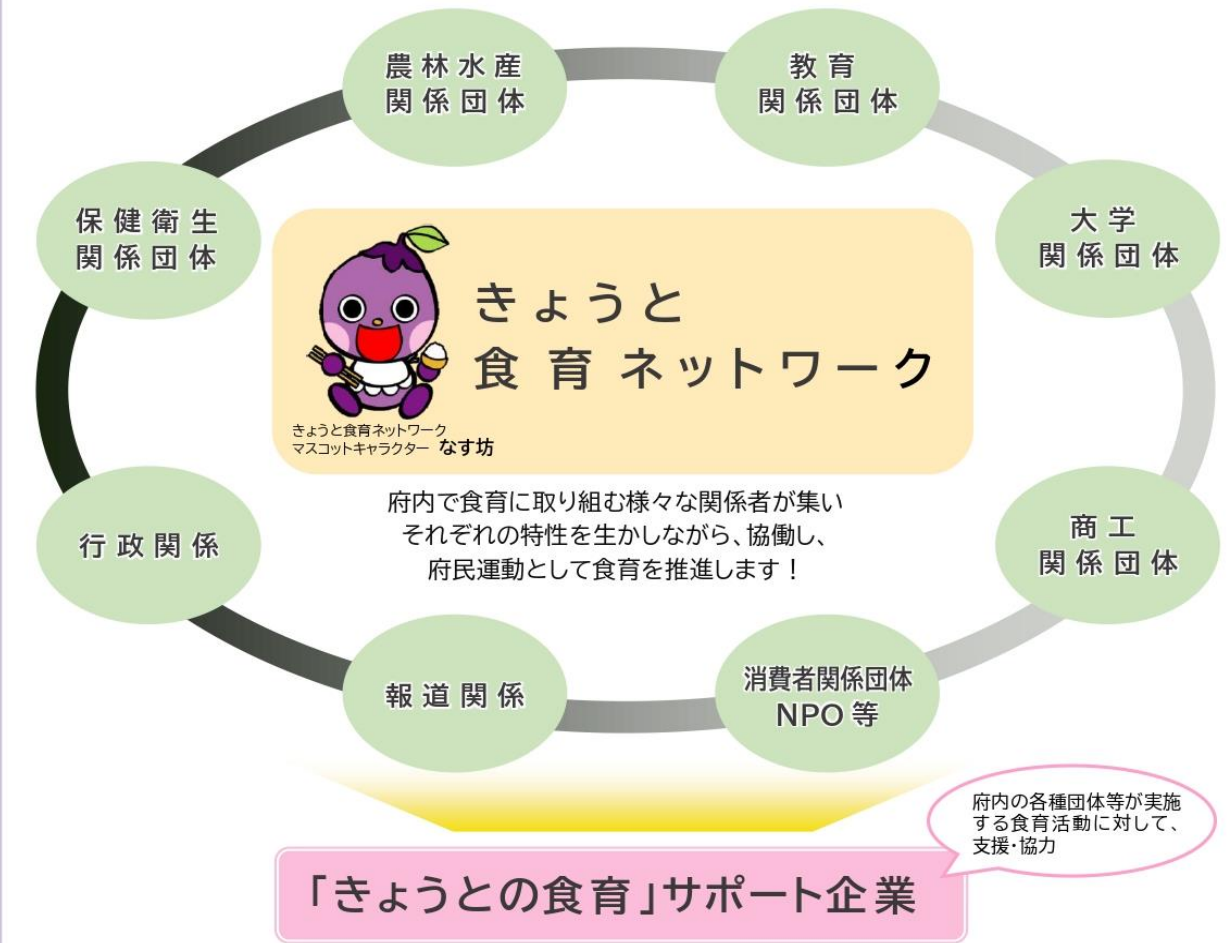 農林水産
関係団体
教育
関係団体
保健衛生
関係団体
大学
関係団体
きょうと
食育ネットワーク
きょうと食育ネットワーク
マスコットキャラクター なす坊
府内で食育に取り組む様々な関係者が集い
それぞれの特性を生かしながら、協働し、
府民運動として食育を推進します！
行政関係
商工
関係団体
報道関係
消費者関係団体
NPO等
府内の各種団体等が実施
する食育活動に対して、
支援・協力
「きょうとの食育」サポート企業